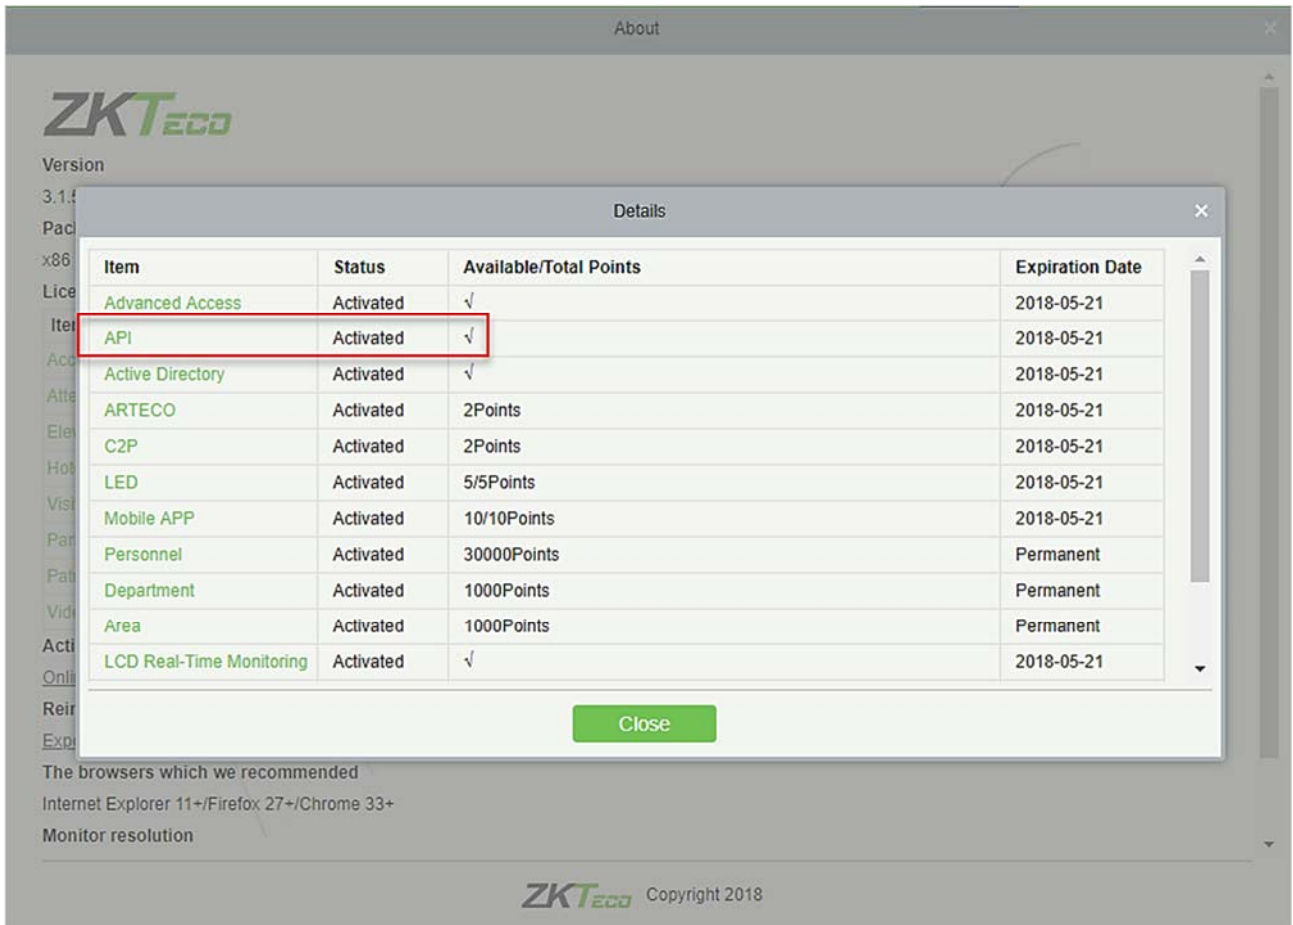 About
ZKTECO
Version
3.1.5
x86
Details
Item Status Available/Total Points Expiration Date
Advanced Access Activated √ 2018-05-21
API Activated √ 2018-05-21
Active Directory Activated √ 2018-05-21
ARTECO Activated 2Points 2018-05-21
C2P Activated 2Points 2018-05-21
LED Activated 5/5Points 2018-05-21
Mobile APP Activated 10/10Points 2018-05-21
Personnel Activated 30000Points Permanent
Department Activated 1000Points Permanent
Area Activated 1000Points Permanent
LCD Real-Time Monitoring Activated √ 2018-05-21
Close
The browsers which we recommended
Internet Explorer 11+/Firefox 27+/Chrome 33+
Monitor resolution
ZKTECO Copyright 2018